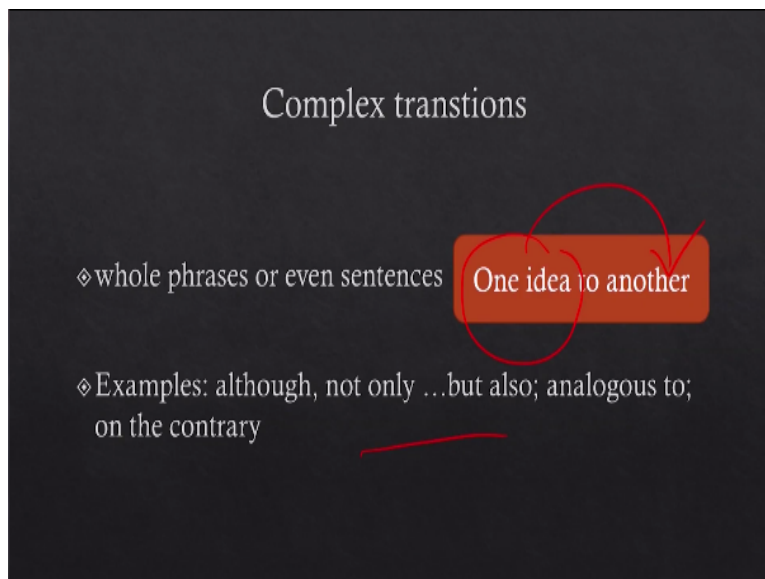 Complex transtions
whole phrases or even sentences
One idea to another
Examples: although, not only ...but also; analogous to;
on the contrary